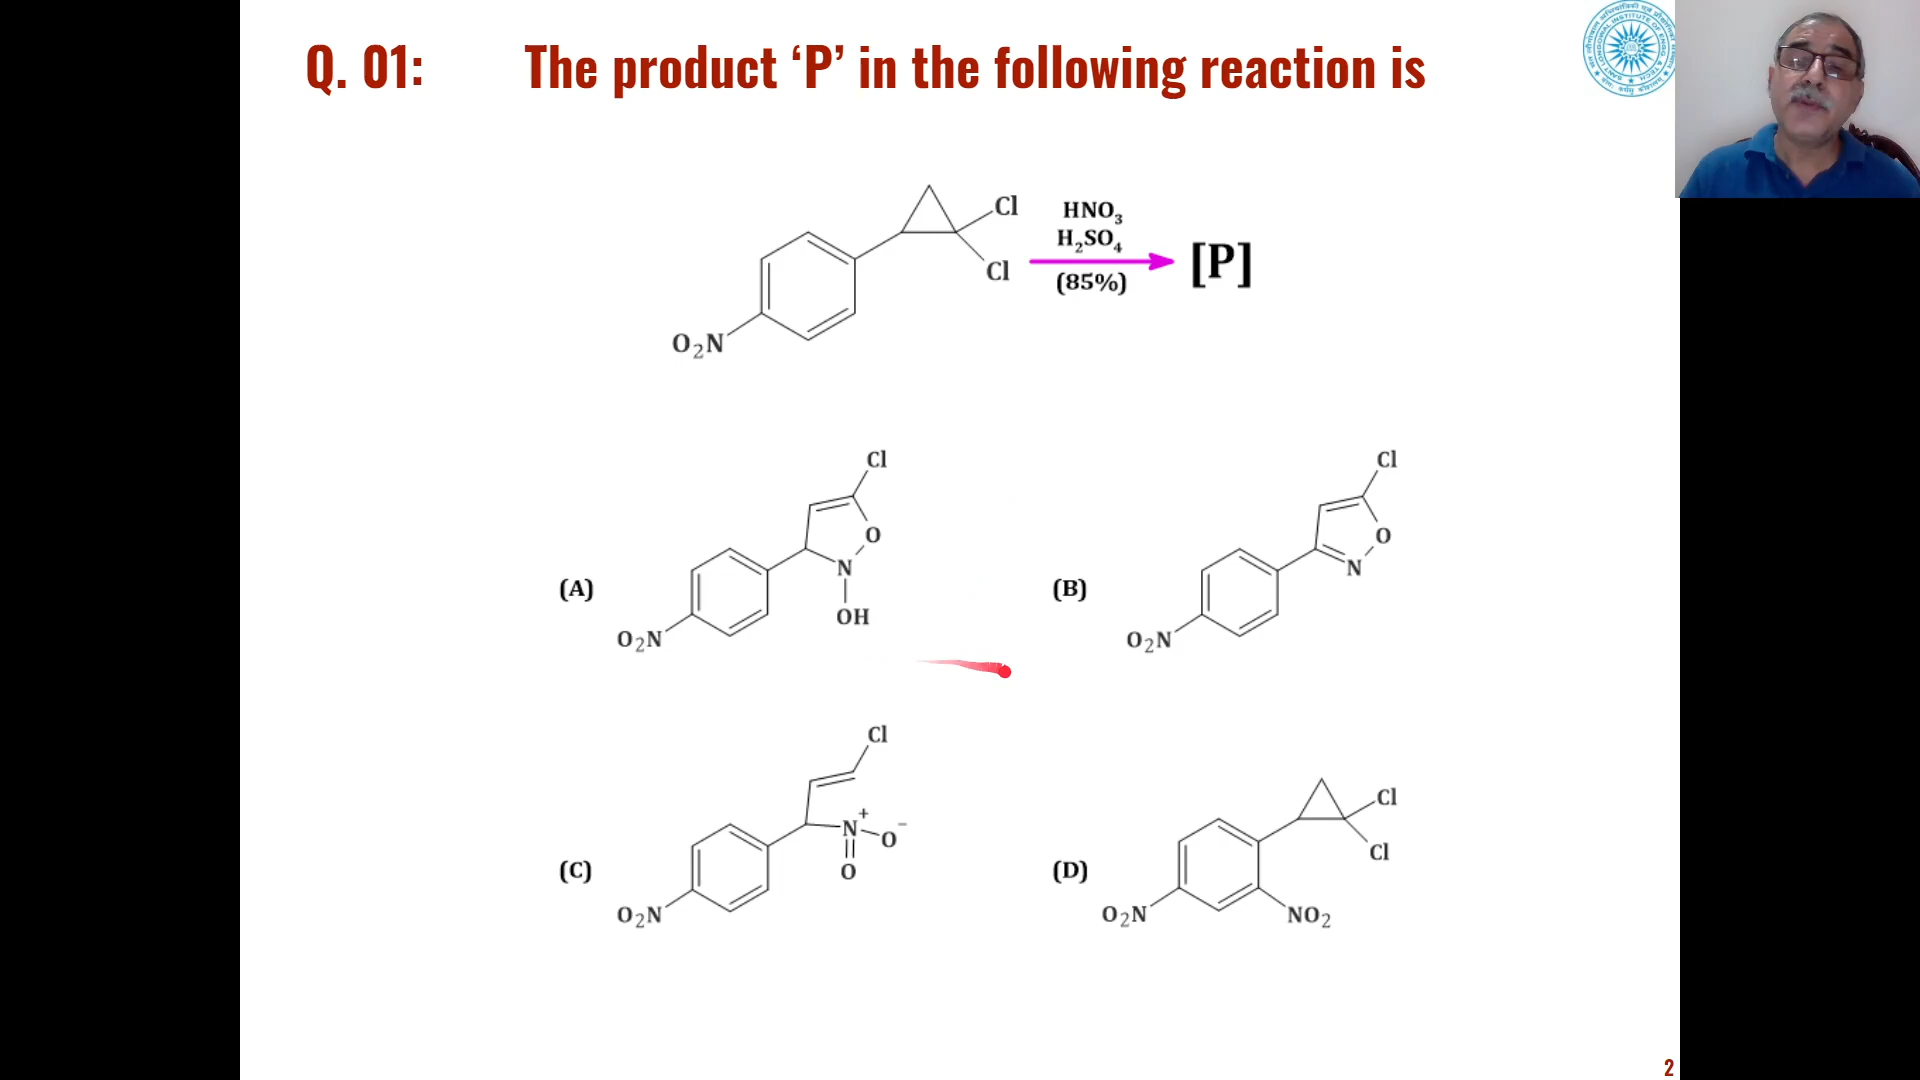 Q. 01: The product ‘P’ in the following reaction is
Cl
Cl
O₂N
HNO₃
H₂SO₄
(85%)
[P]
(A)
Cl
O
N
OH
O₂N
(B)
Cl
O
N
O₂N
(C)
Cl
N⁺
O⁻
O
O₂N
(D)
Cl
Cl
O₂N
NO₂
2